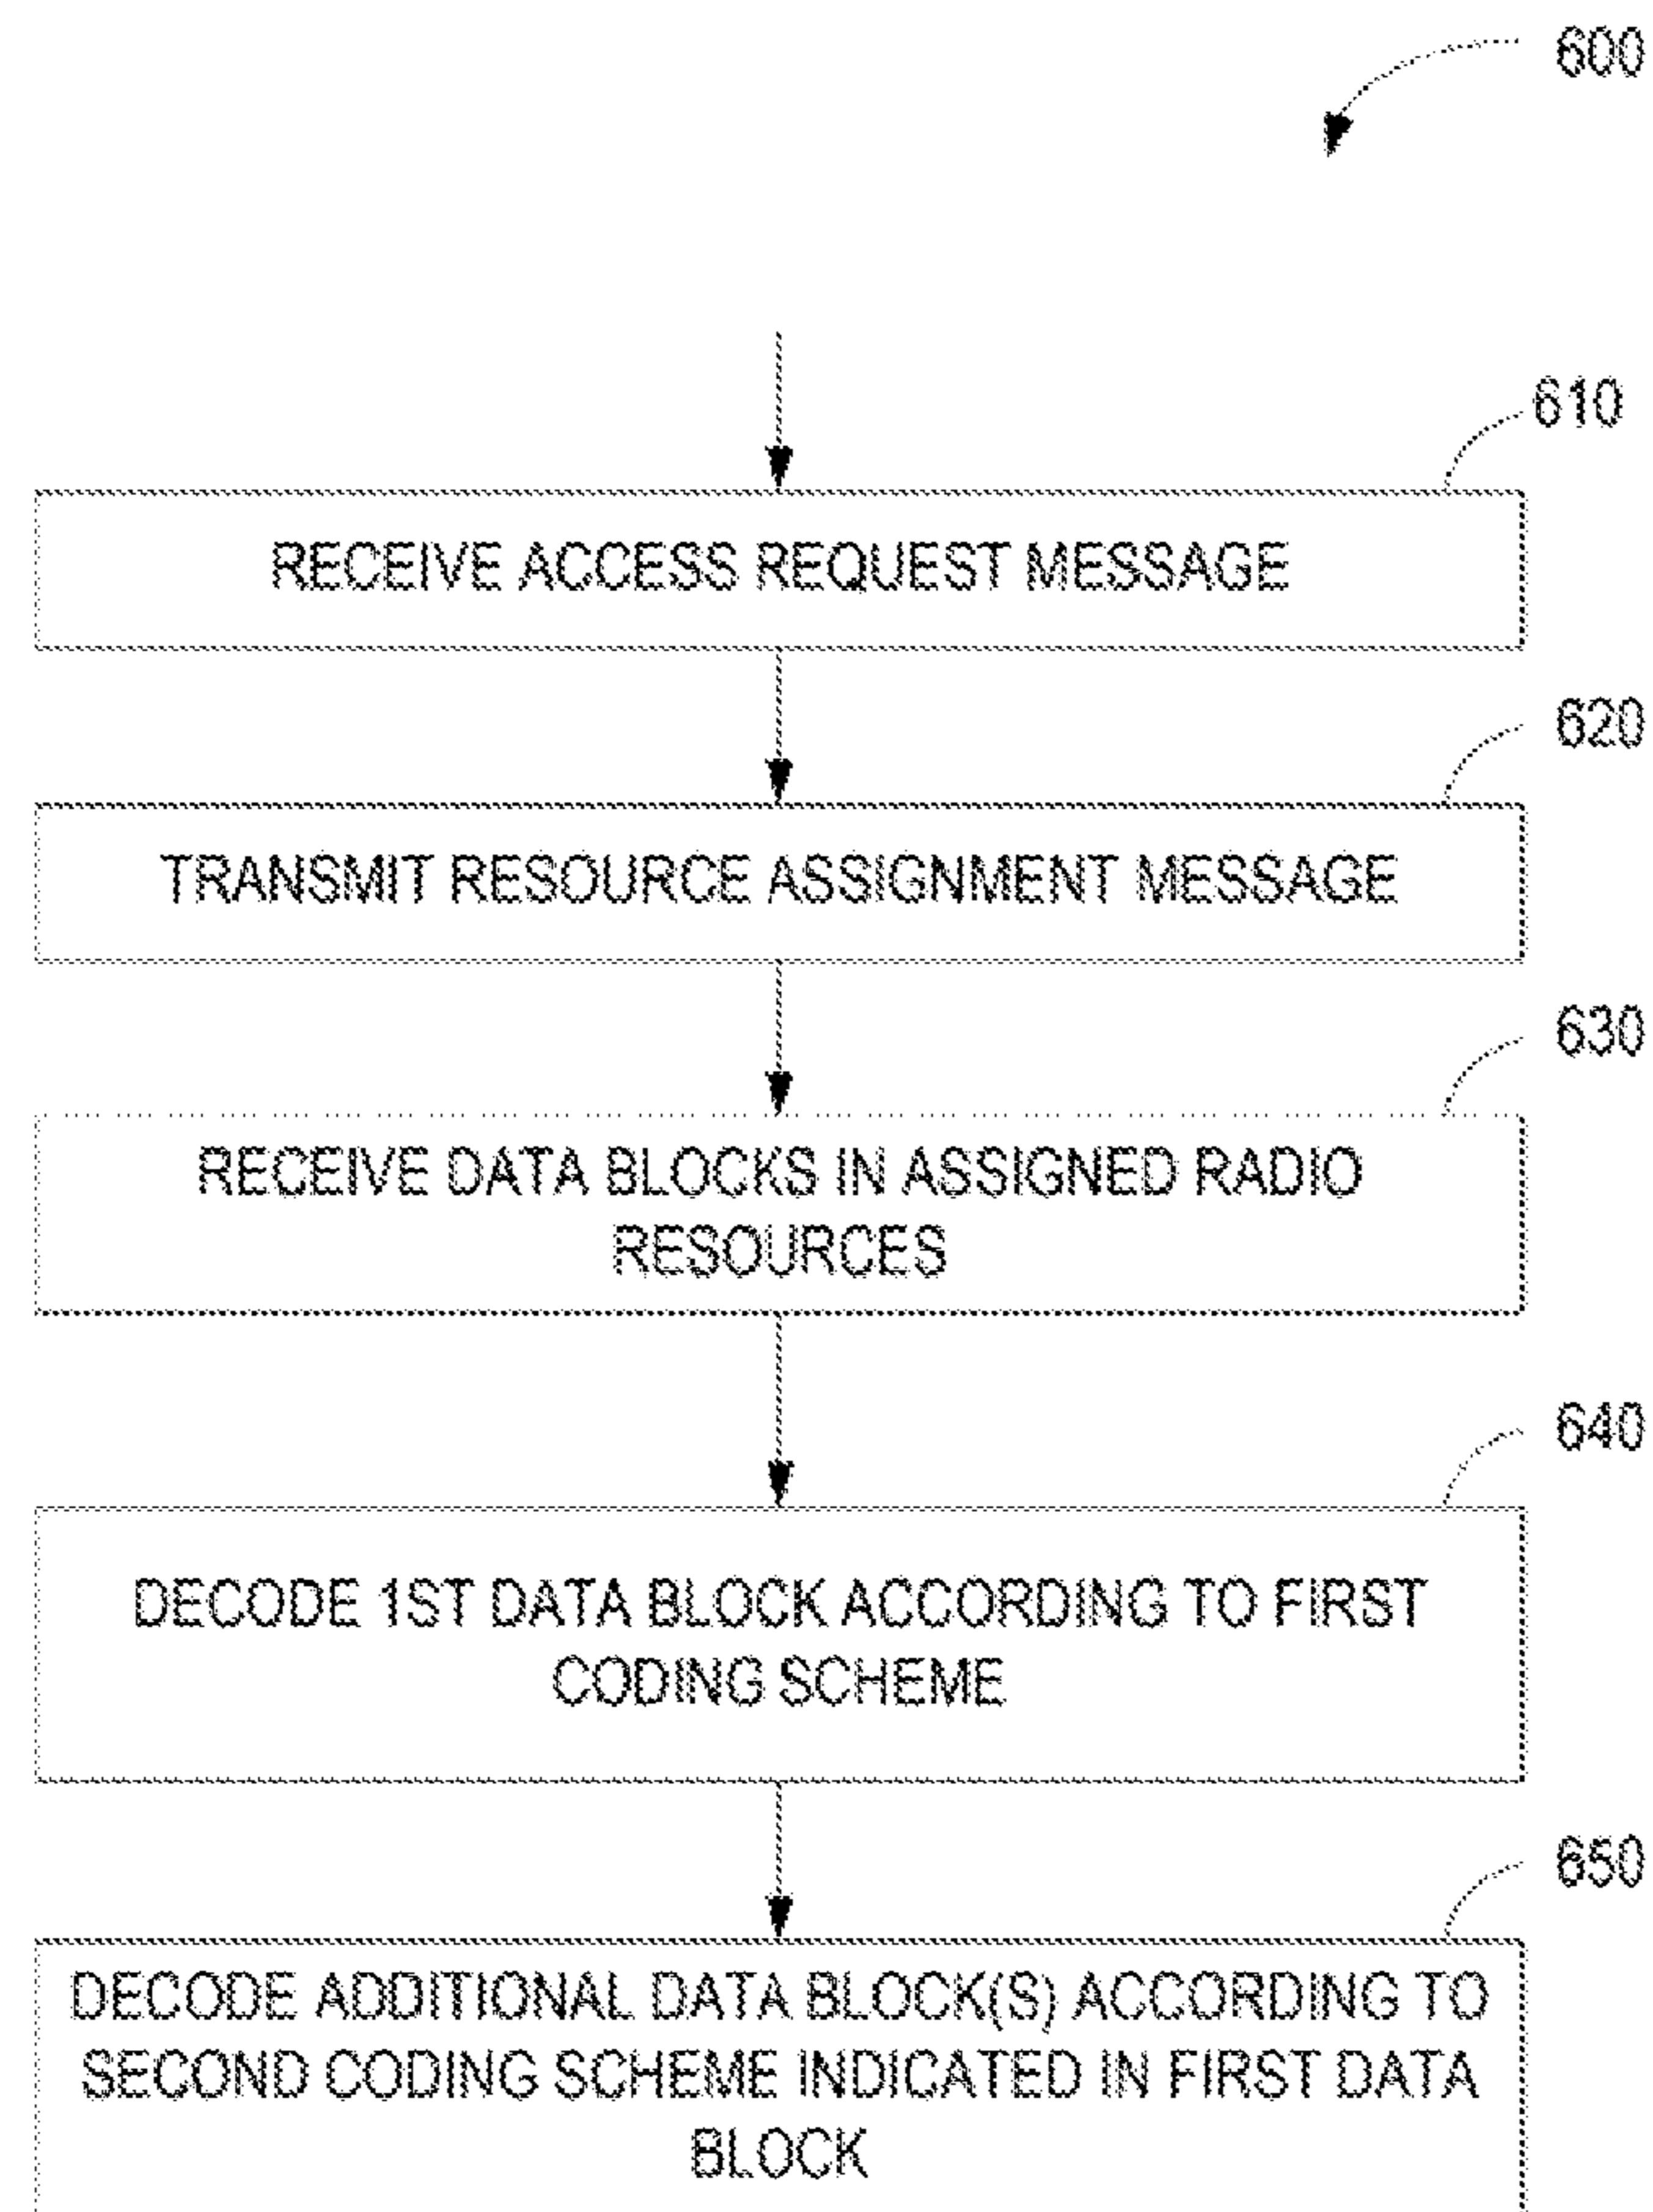 600
610
RECEIVE ACCESS REQUEST MESSAGE
620
TRANSMIT RESOURCE ASSIGNMENT MESSAGE
630
RECEIVE DATA BLOCKS IN ASSIGNED RADIO
RESOURCES
640
DECODE 1ST DATA BLOCK ACCORDING TO FIRST
CODING SCHEME
650
DECODE ADDITIONAL DATA BLOCK(S) ACCORDING TO
SECOND CODING SCHEME INDICATED IN FIRST DATA
BLOCK